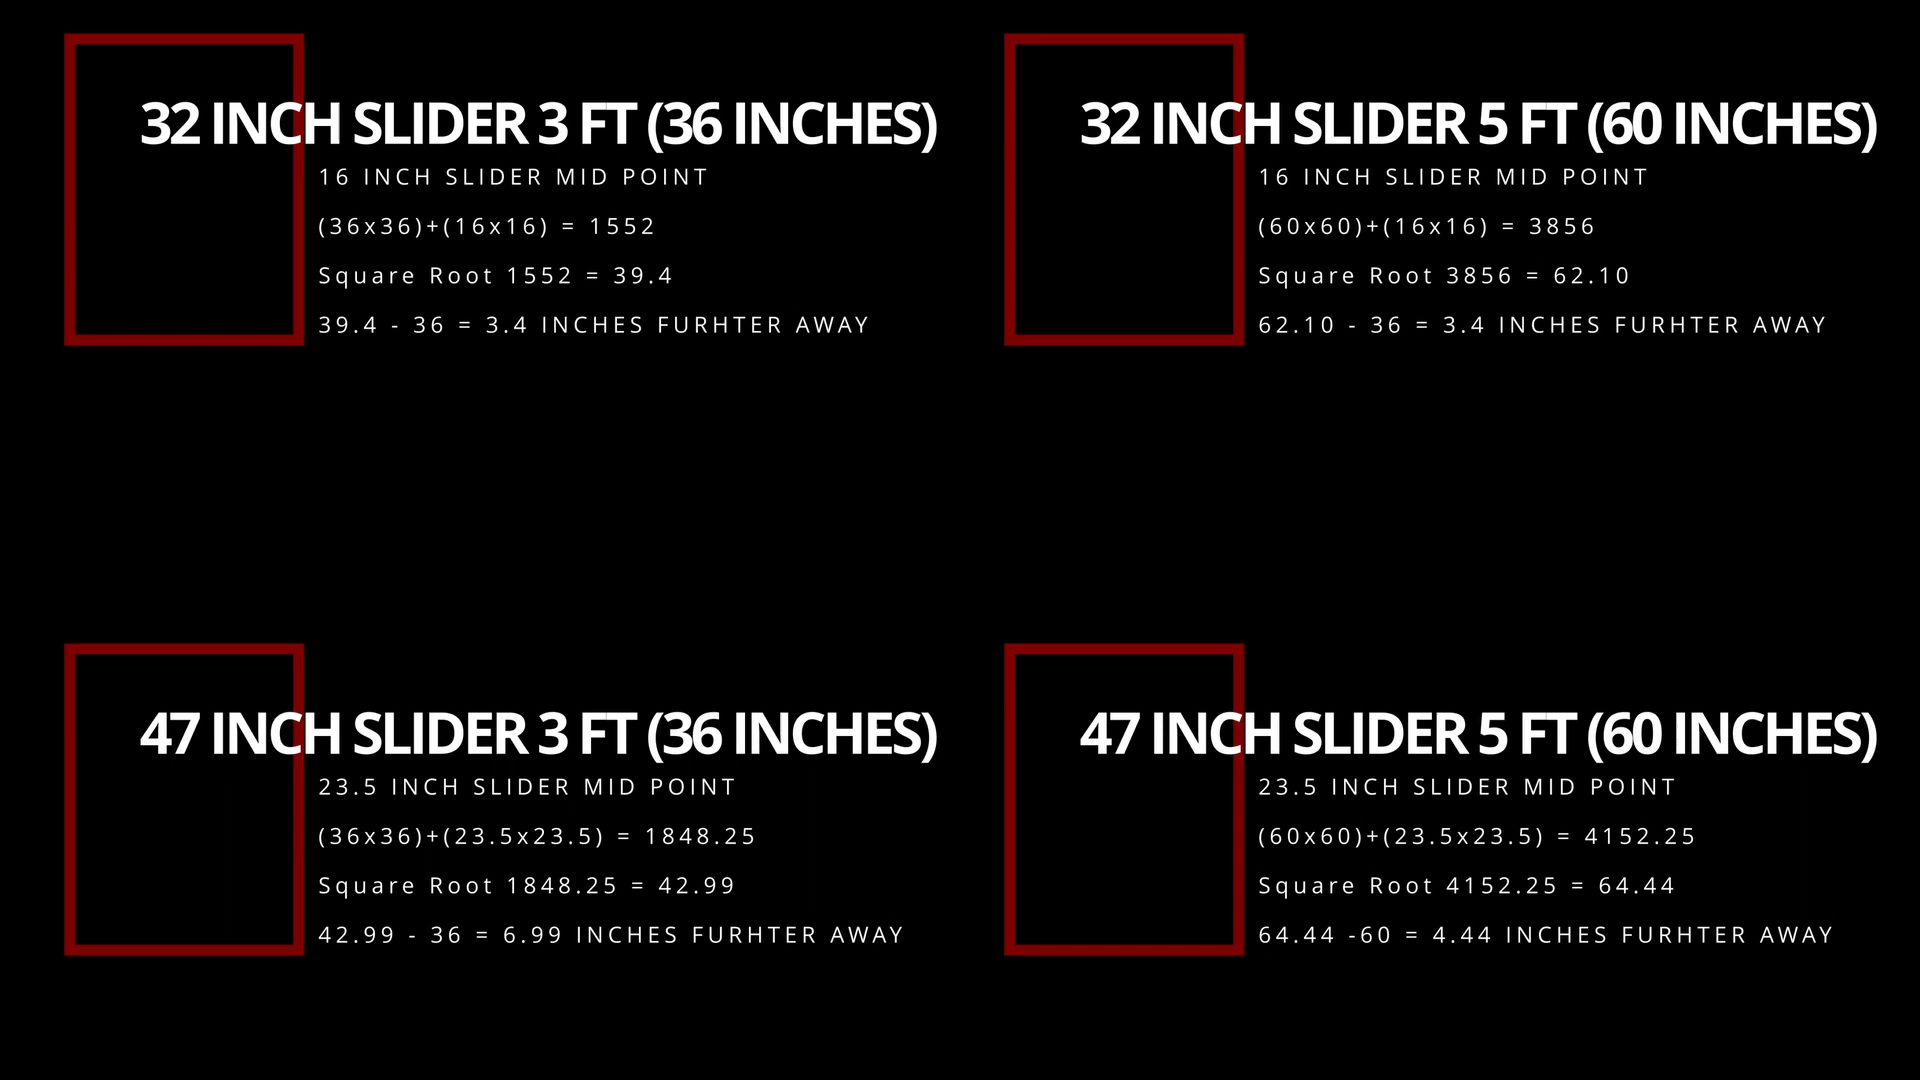 32 INCH SLIDER 3 FT (36 INCHES)
16 INCH SLIDER MID POINT
(36x36)+(16x16) = 1552
Square Root 1552 = 39.4
39.4 - 36 = 3.4 INCHES FURHTER AWAY
32 INCH SLIDER 5 FT (60 INCHES)
16 INCH SLIDER MID POINT
(60x60)+(16x16) = 3856
Square Root 3856 = 62.10
62.10 - 36 = 3.4 INCHES FURHTER AWAY
47 INCH SLIDER 3 FT (36 INCHES)
23.5 INCH SLIDER MID POINT
(36x36)+(23.5x23.5) = 1848.25
Square Root 1848.25 = 42.99
42.99 - 36 = 6.99 INCHES FURHTER AWAY
47 INCH SLIDER 5 FT (60 INCHES)
23.5 INCH SLIDER MID POINT
(60x60)+(23.5x23.5) = 4152.25
Square Root 4152.25 = 64.44
64.44 -60 = 4.44 INCHES FURHTER AWAY